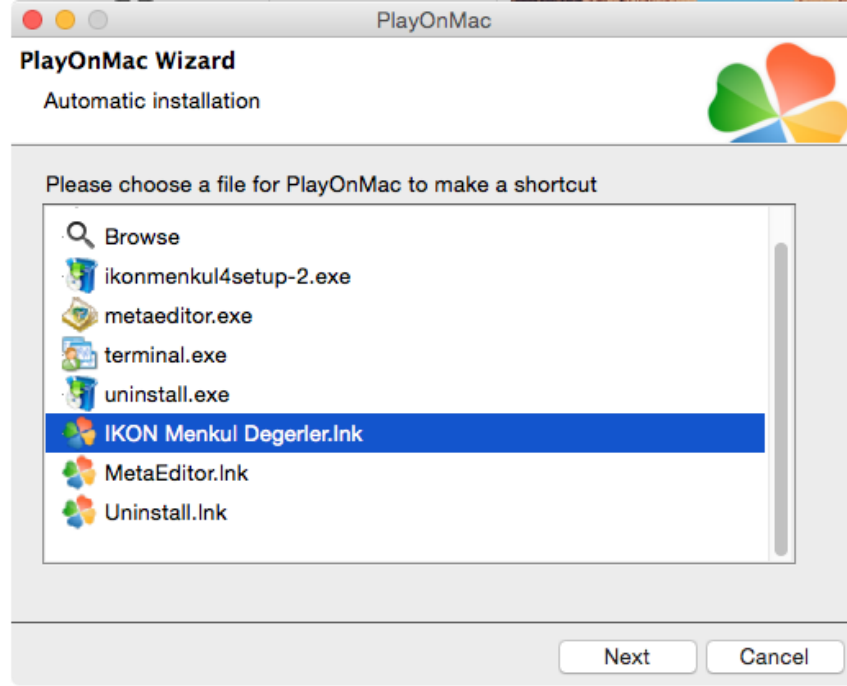 PlayOnMac
PlayOnMac Wizard
Automatic installation
Please choose a file for PlayOnMac to make a shortcut
Browse
ikonmenkul4setup-2.exe
metaeditor.exe
terminal.exe
uninstall.exe
IKON Menkul Degerler.lnk
MetaEditor.lnk
Uninstall.lnk
Next
Cancel